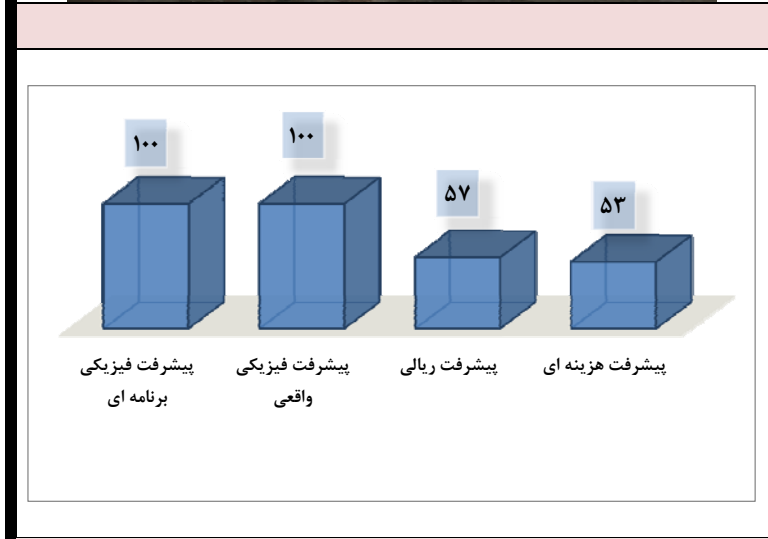 ۱۰۰
۱۰۰
۵۷
۵۳
پیشرفت فیزیکی
برنامه ای
پیشرفت فیزیکی
واقعی
پیشرفت ریالی
پیشرفت هزینه ای